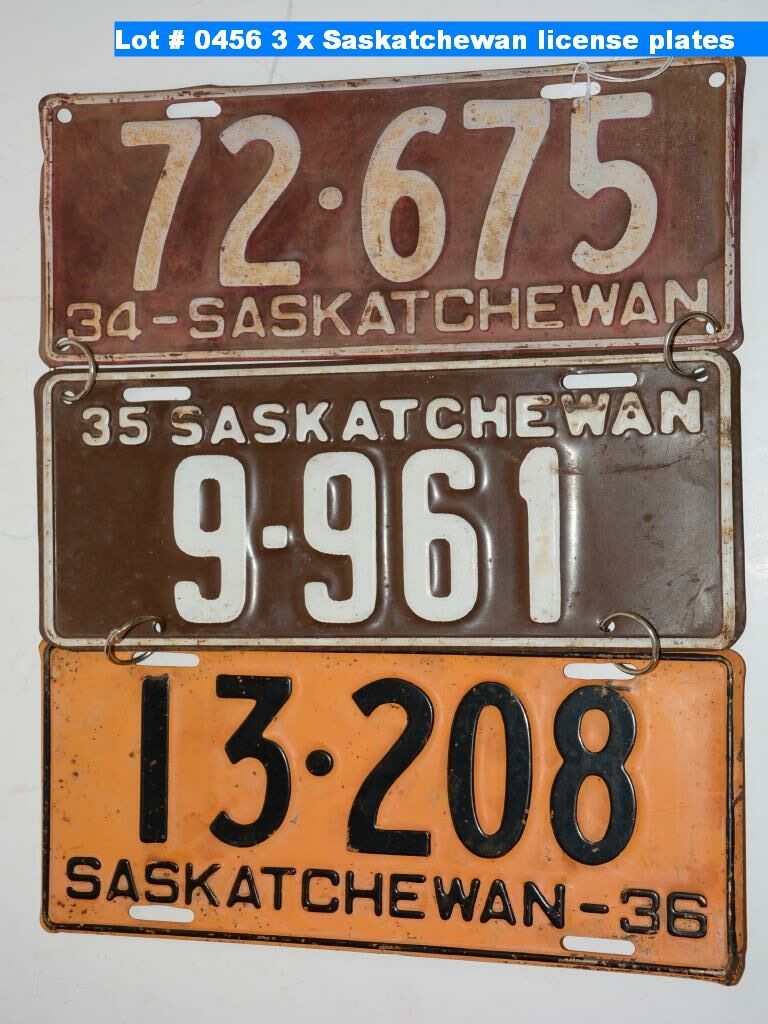 Lot # 0456 3 x Saskatchewan license plates
72·675
34-SASKATCHEWAN
35 SASKATCHEWAN
9-961
13·208
SASKATCHEWAN-36